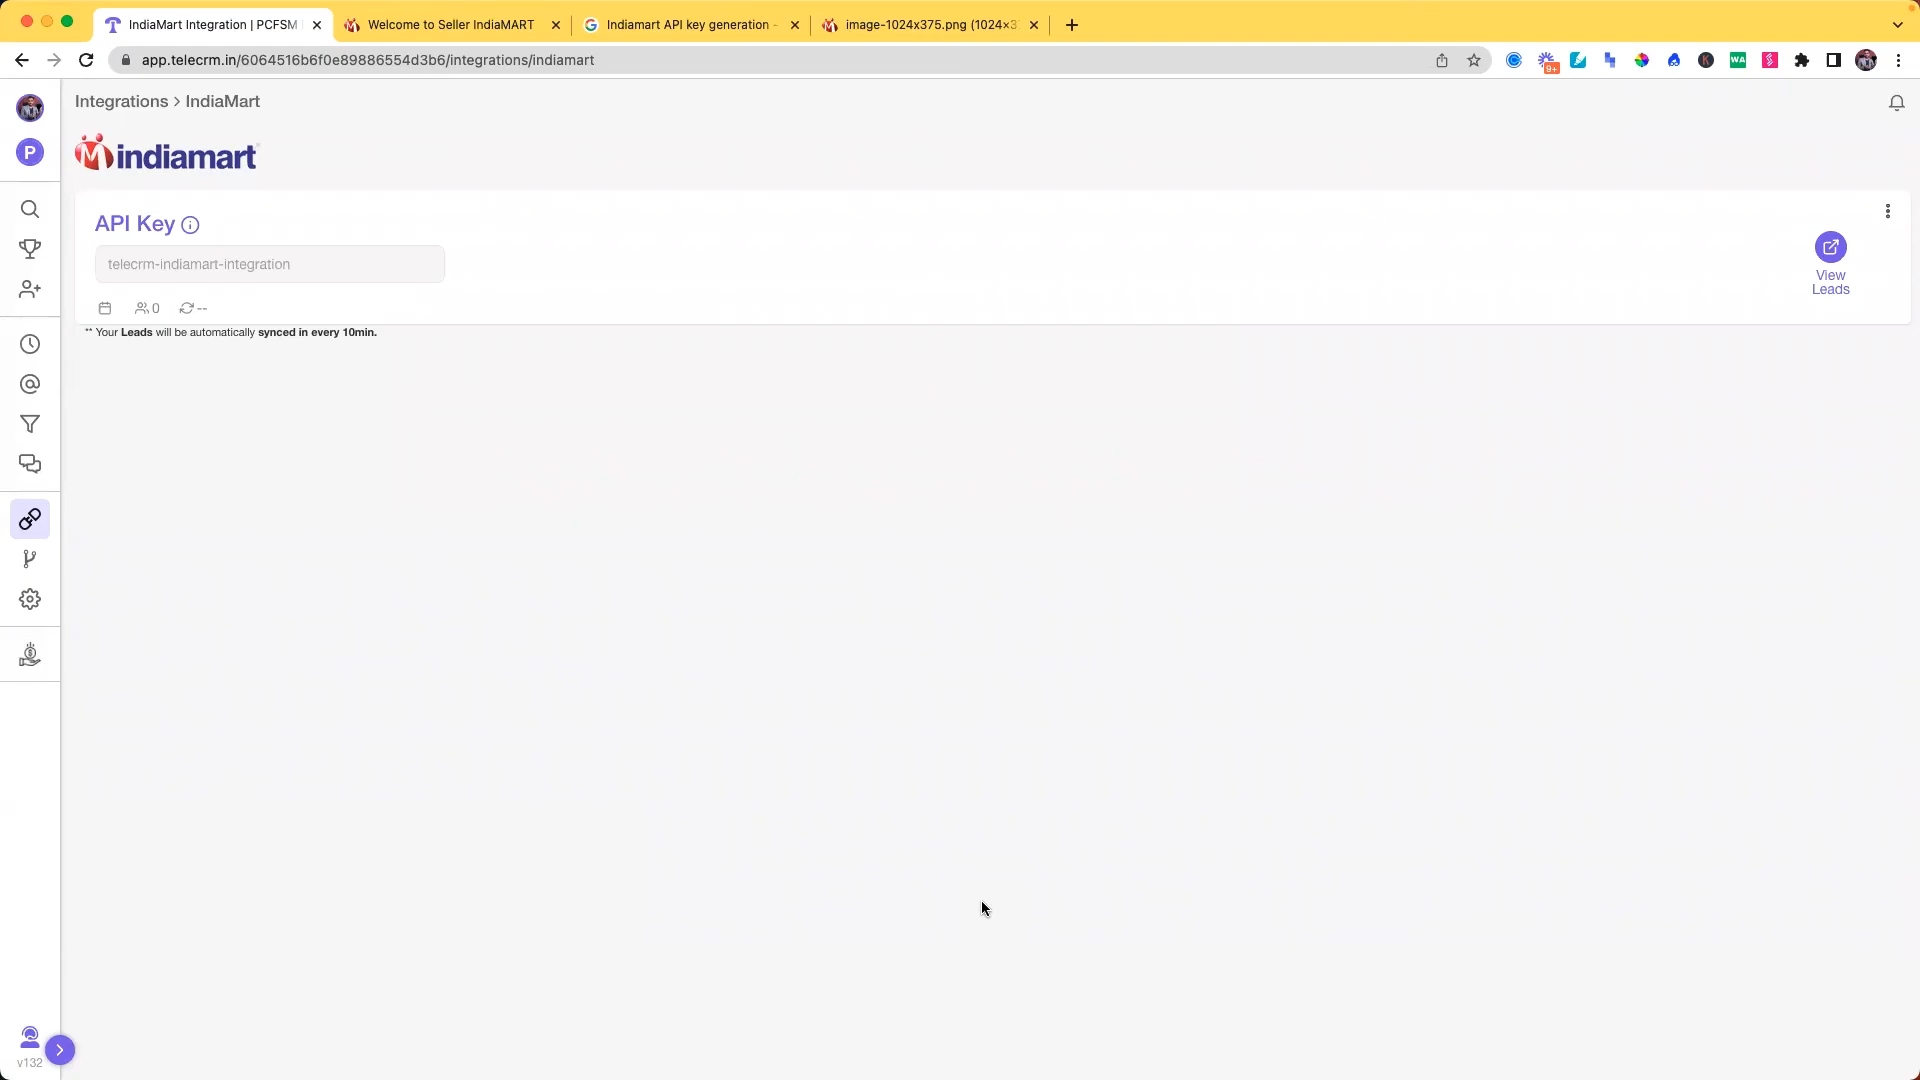 IndiaMart Integration | PCFSM
Welcome to Seller IndiaMART
Indiamart API key generation -
image-1024x375.png (1024×3
app.telecrm.in/6064516b6f0e89886554d3b6/integrations/indiamart
9+
K
WA
Integrations > IndiaMart
P
indiamart
API Key
telecrm-indiamart-integration
View
Leads
0
--
** Your Leads will be automatically synced in every 10min.
v132